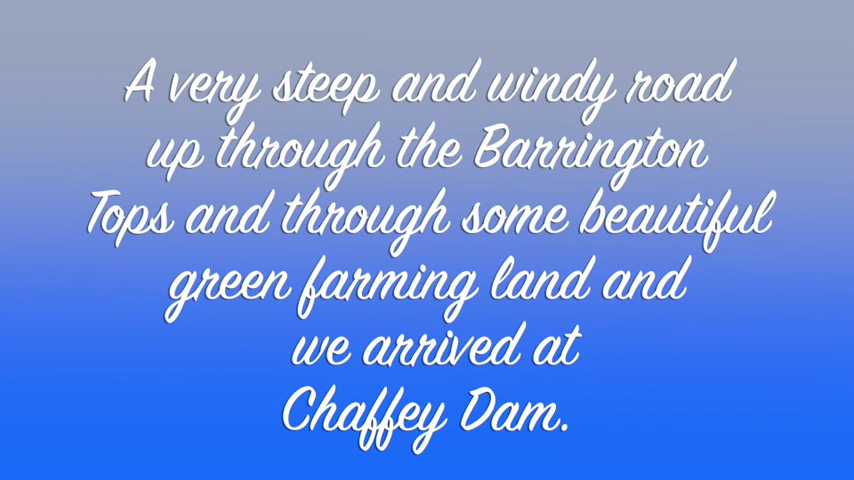 A very steep and windy road
up through the Barrington
Tops and through some beautiful
green farming land and
we arrived at
Chaffey Dam.